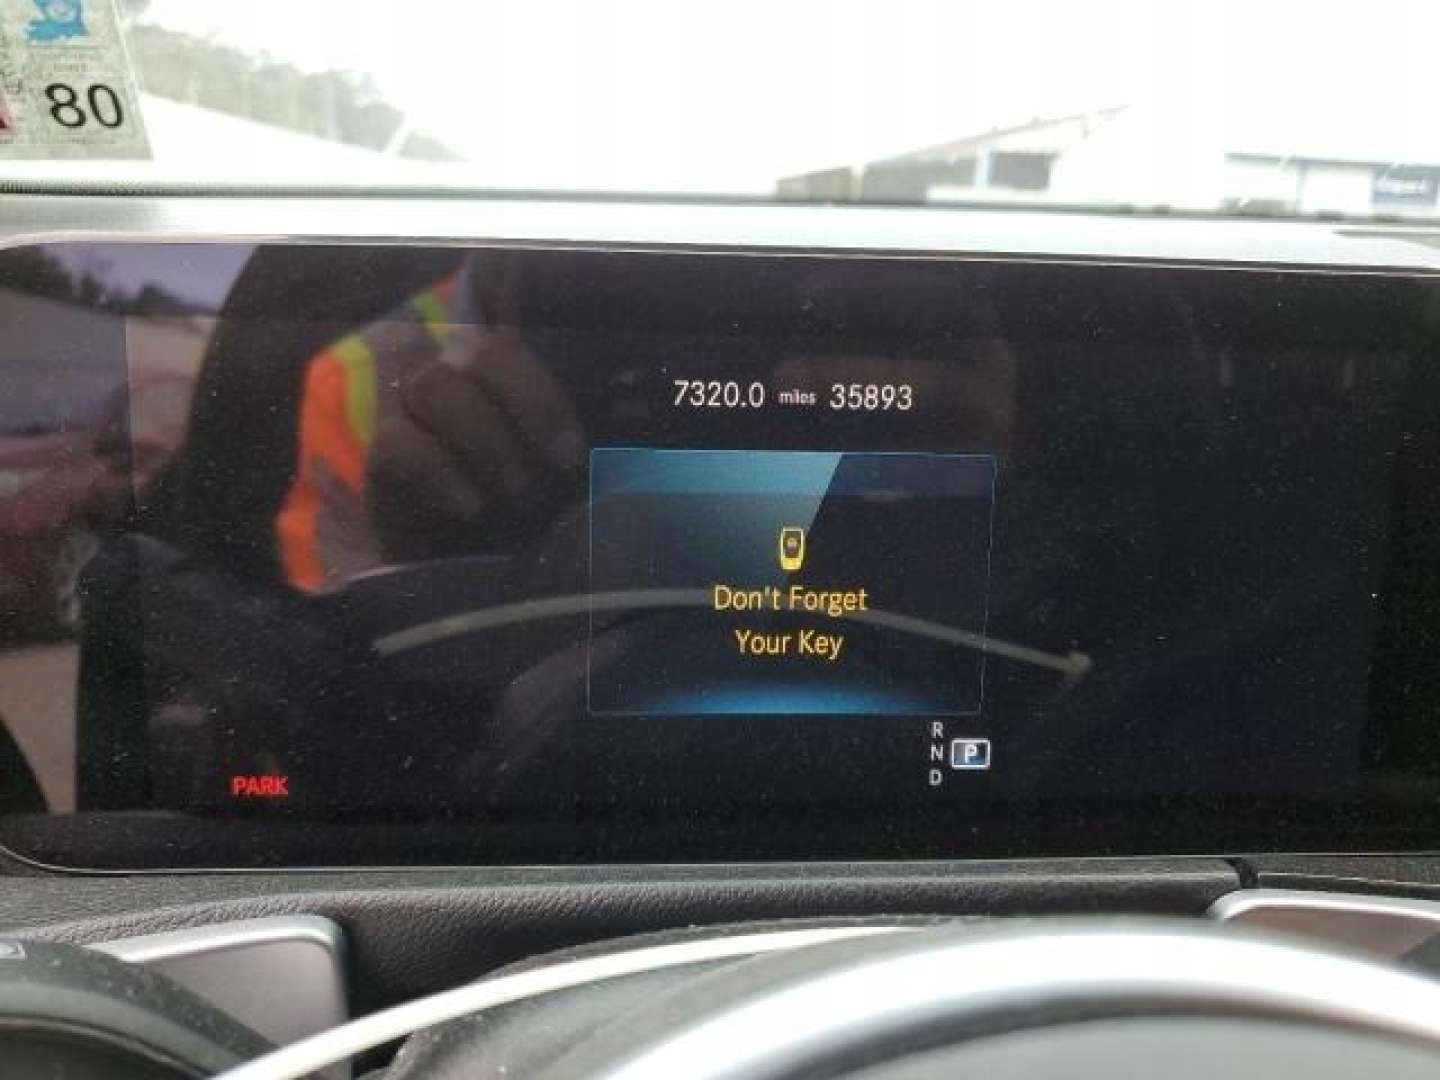 80
7320.0 miles 35893
Don't Forget
Your Key
R
N P
D
PARK